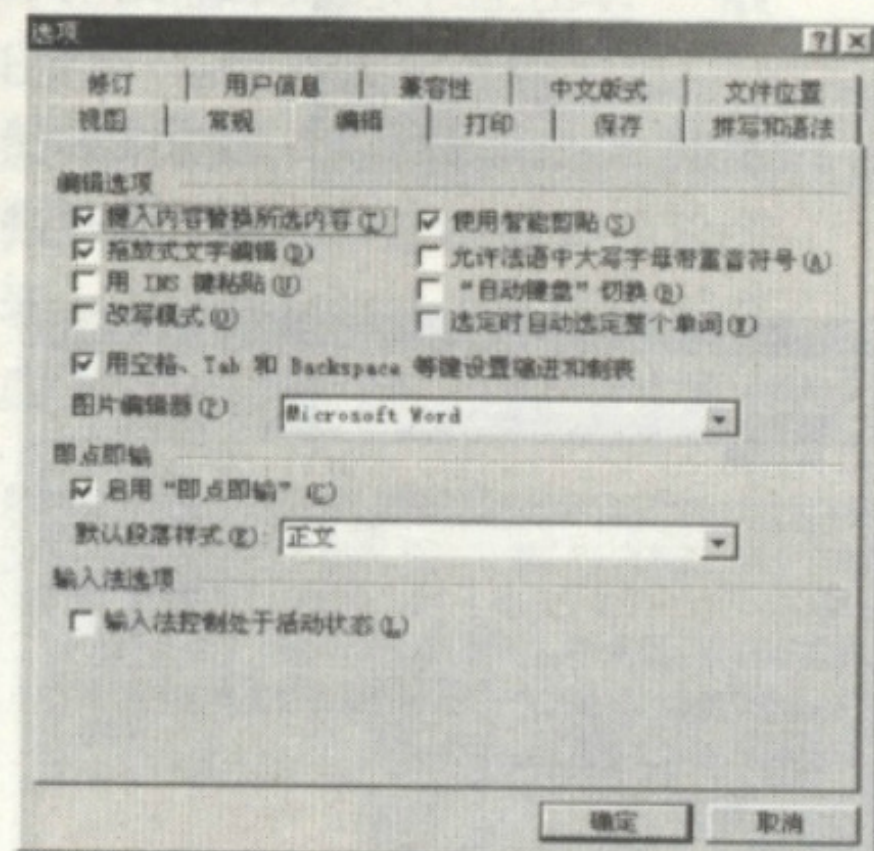 选项
修订 用户信息 兼容性 中文版式 文件位置
视图 常规 编辑 打印 保存 拼写和语法
编辑选项
键入内容替换所选内容(T) 使用智能剪贴(S)
拖放式文字编辑(D) 允许法语中大写字母带重音符号(A)
用 INS 键粘贴(U) “自动键盘”切换(B)
改写模式(O) 选定时自动选定整个单词(W)
用空格、Tab 和 Backspace 等键设置缩进和制表
图片编辑器(P) Microsoft Word
即点即输
启用“即点即输”(C)
默认段落样式(E): 正文
输入法选项
输入法控制处于活动状态(L)
确定 取消